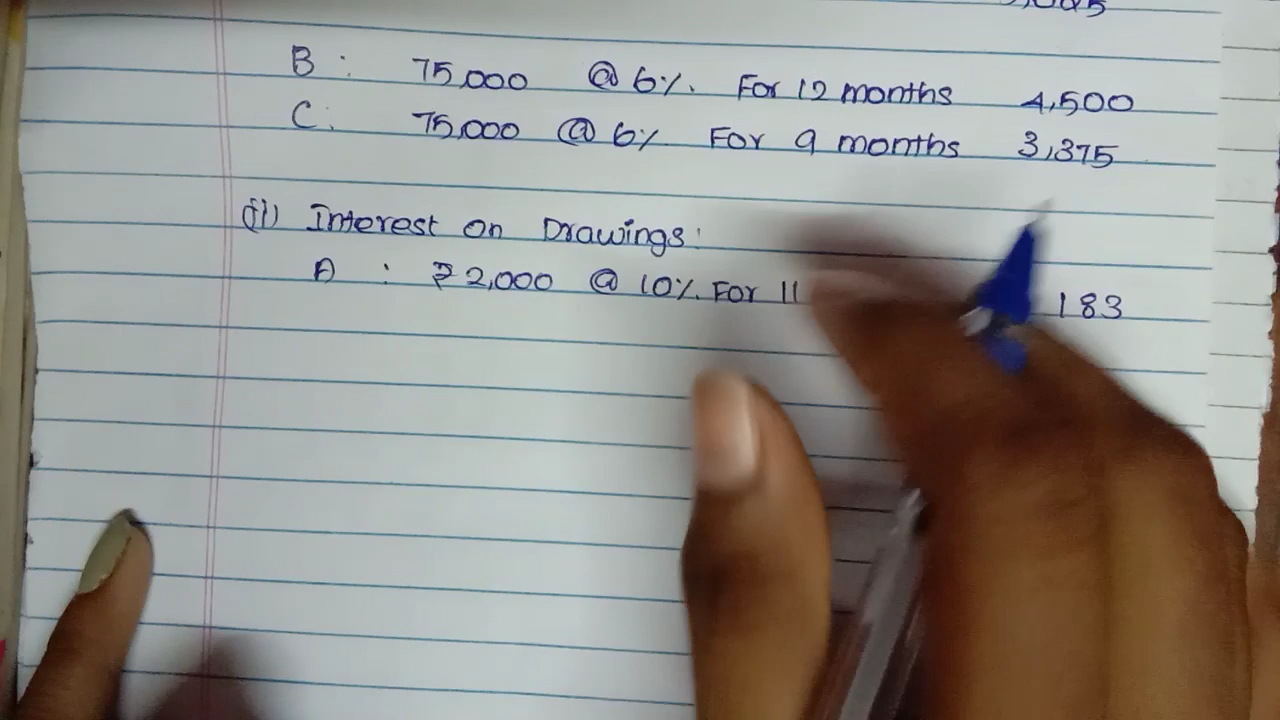 B : 75,000 @ 6%. For 12 months 4,500
C. 75,000 @ 6% For 9 months 3,375
(ii) Interest on Drawings:
A : ₹2,000 @ 10%. For 11 183